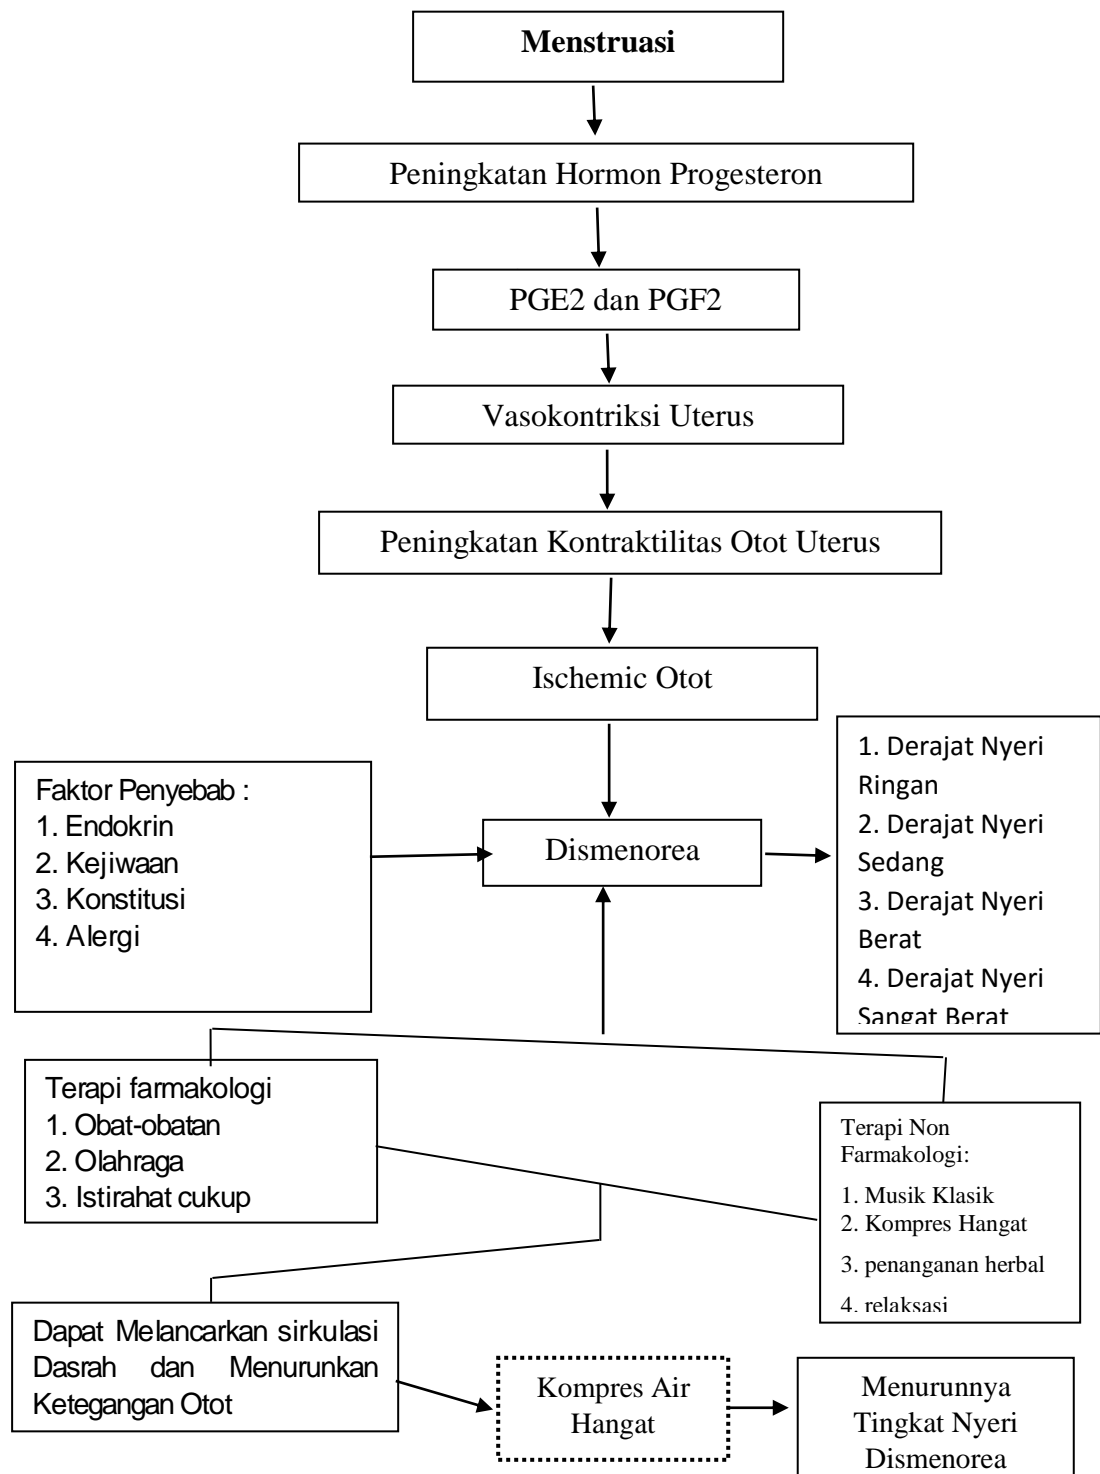 Menstruasi
Peningkatan Hormon Progesteron
PGE2 dan PGF2
Vasokontriksi Uterus
Peningkatan Kontraktilitas Otot Uterus
Ischemic Otot
Faktor Penyebab :
1. Endokrin
2. Kejiwaan
3. Konstitusi
4. Alergi
Dismenorea
1. Derajat Nyeri
Ringan
2. Derajat Nyeri
Sedang
3. Derajat Nyeri
Berat
4. Derajat Nyeri
Sangat Berat
Terapi farmakologi
1. Obat-obatan
2. Olahraga
3. Istirahat cukup
Terapi Non
Farmakologi:
1. Musik Klasik
2. Kompres Hangat
3. penanganan herbal
4. relaksasi
Dapat Melancarkan sirkulasi
Dasrah dan Menurunkan
Ketegangan Otot
Kompres Air
Hangat
Menurunnya
Tingkat Nyeri
Dismenorea